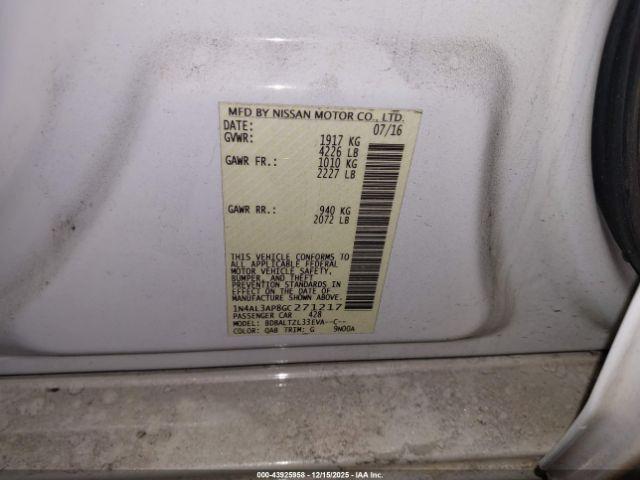 MFD BY NISSAN MOTOR CO., LTD.
DATE: 07/16
GVWR: 1917 KG
4226 LB
GAWR FR.: 1010 KG
2227 LB
GAWR RR.: 940 KG
2072 LB
THIS VEHICLE CONFORMS TO
ALL APPLICABLE FEDERAL
MOTOR VEHICLE SAFETY,
BUMPER, AND THEFT
PREVENTION STANDARDS
IN EFFECT ON THE DATE OF
MANUFACTURE SHOWN ABOVE.
1N4AL3AP8GC271217
PASSENGER CAR 428
MODEL: BDBALTZL33EVA--C--
COLOR: QAB TRIM: G 9N00A
000-43925958 - 12/15/2025 - IAAI.COM.